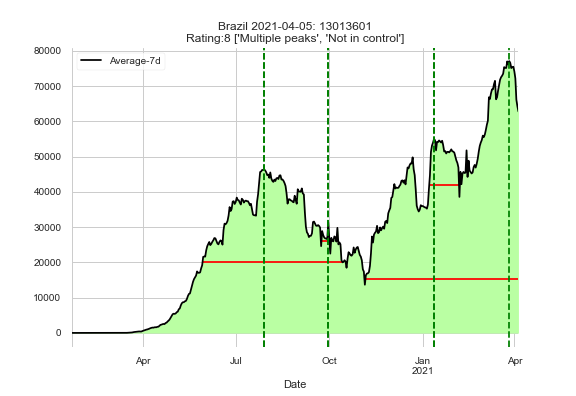 Brazil 2021-04-05: 13013601
Rating:8 ['Multiple peaks', 'Not in control']
Average-7d
80000
70000
60000
50000
40000
30000
20000
10000
0
Apr
Jul
Oct
Jan
2021
Apr
Date